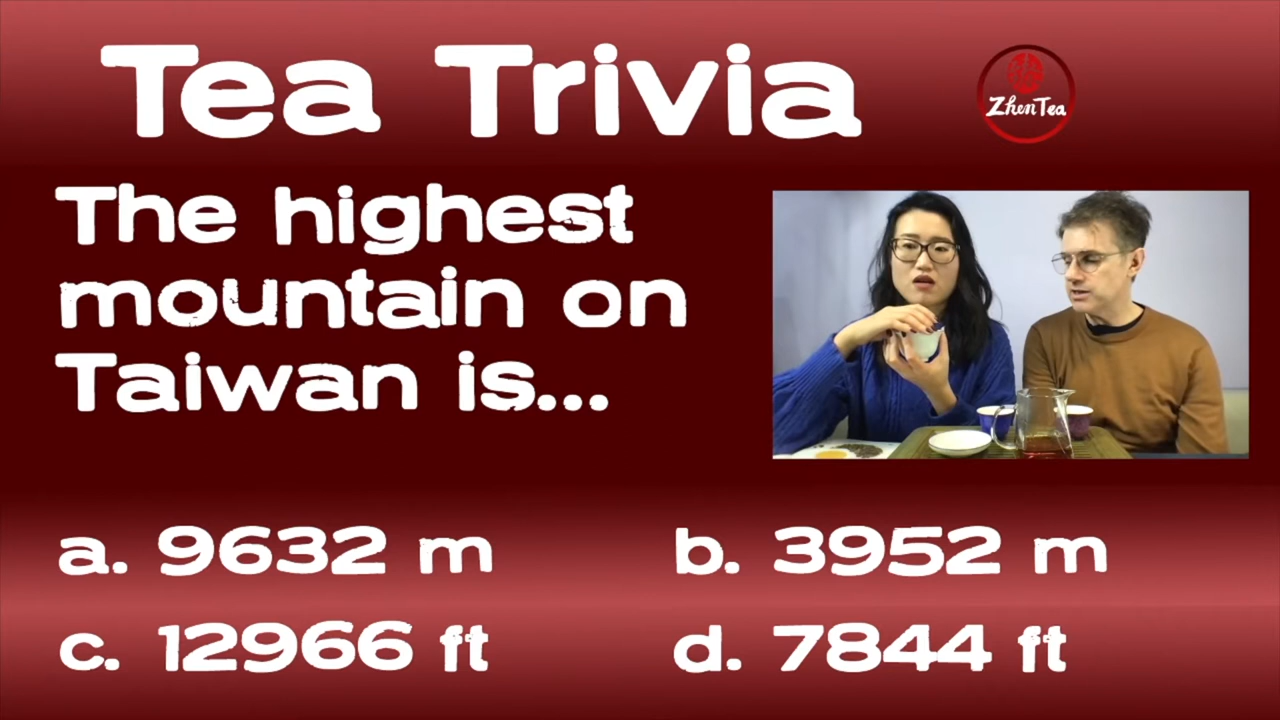 Tea Trivia
ZhenTea
The highest
mountain on
Taiwan is...
a. 9632 m
b. 3952 m
c. 12966 ft
d. 7844 ft